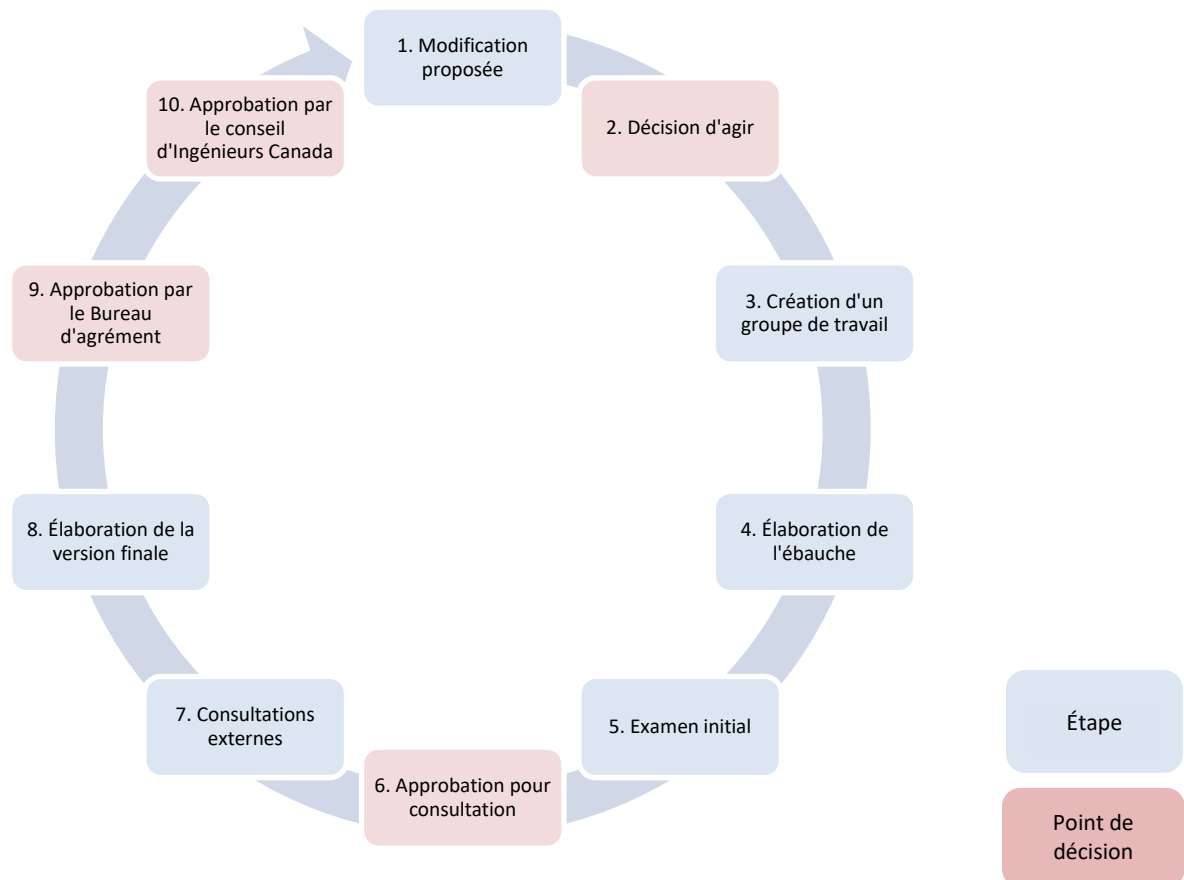 1. Modification
proposée
2. Décision d'agir
3. Création d'un
groupe de travail
4. Élaboration de
l'ébauche
5. Examen initial
6. Approbation pour
consultation
7. Consultations
externes
8. Élaboration de la
version finale
9. Approbation par
le Bureau
d'agrément
10. Approbation par
le conseil
d'Ingénieurs Canada
Étape
Point de
décision